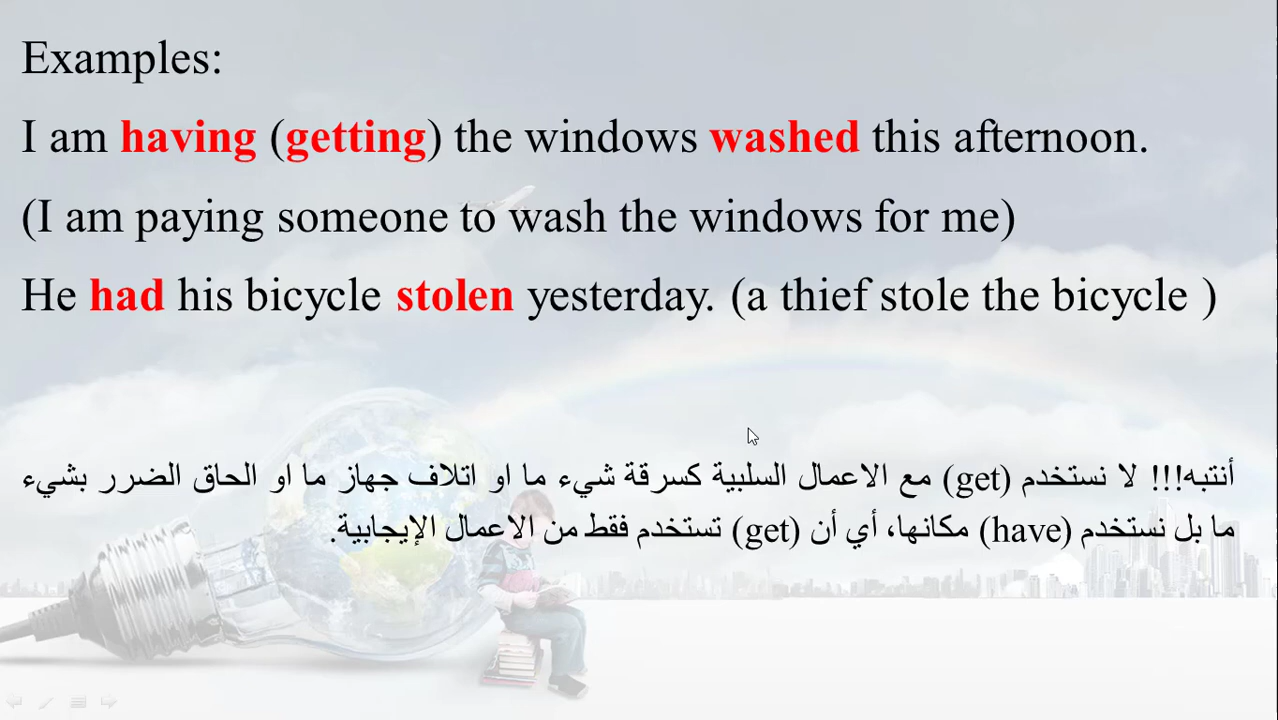 Examples:
I am having (getting) the windows washed this afternoon.
(I am paying someone to wash the windows for me)
He had his bicycle stolen yesterday. (a thief stole the bicycle )
أنتبه!!! لا نستخدم (get) مع الاعمال السلبية كسرقة شيء ما او اتلاف جهاز ما او الحاق الضرر بشيء
ما بل نستخدم (have) مكانها، أي أن (get) تستخدم فقط من الاعمال الإيجابية.